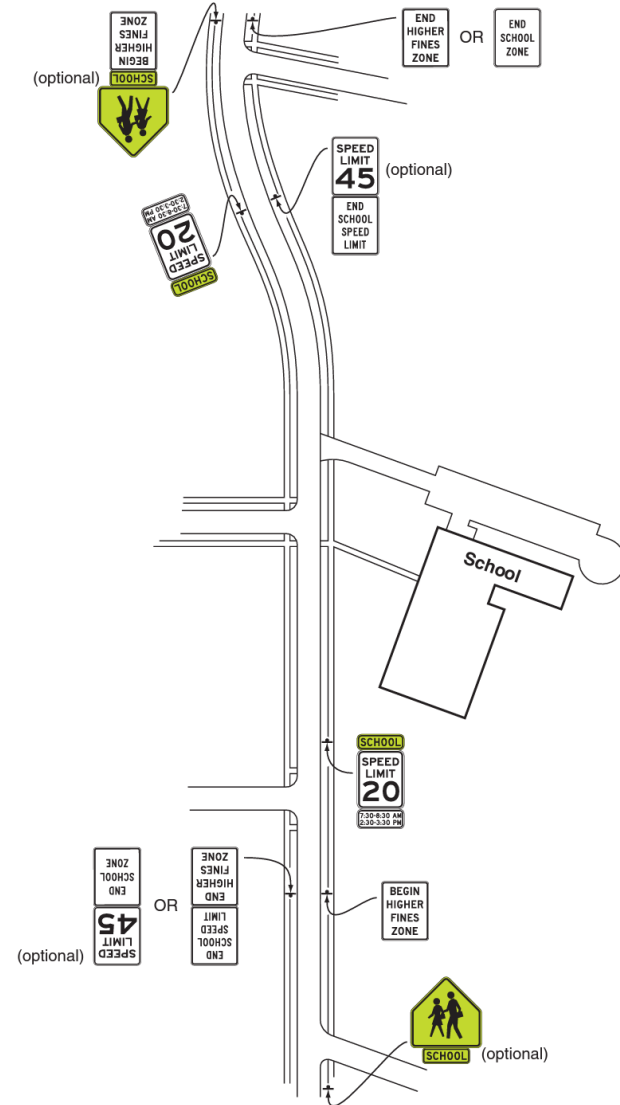 BEGIN
HIGHER
FINES
ZONE
SCHOOL
(optional)
END
HIGHER
FINES
ZONE
OR
END
SCHOOL
ZONE
SPEED
LIMIT
45
(optional)
END
SCHOOL
SPEED
LIMIT
SCHOOL
SPEED
LIMIT
20
7:30-8:30 AM
2:30-3:30 PM
School
SCHOOL
SPEED
LIMIT
20
7:30-8:30 AM
2:30-3:30 PM
SPEED
LIMIT
45
END
SCHOOL
ZONE
(optional)
OR
END
SCHOOL
SPEED
LIMIT
END
HIGHER
FINES
ZONE
BEGIN
HIGHER
FINES
ZONE
SCHOOL
(optional)